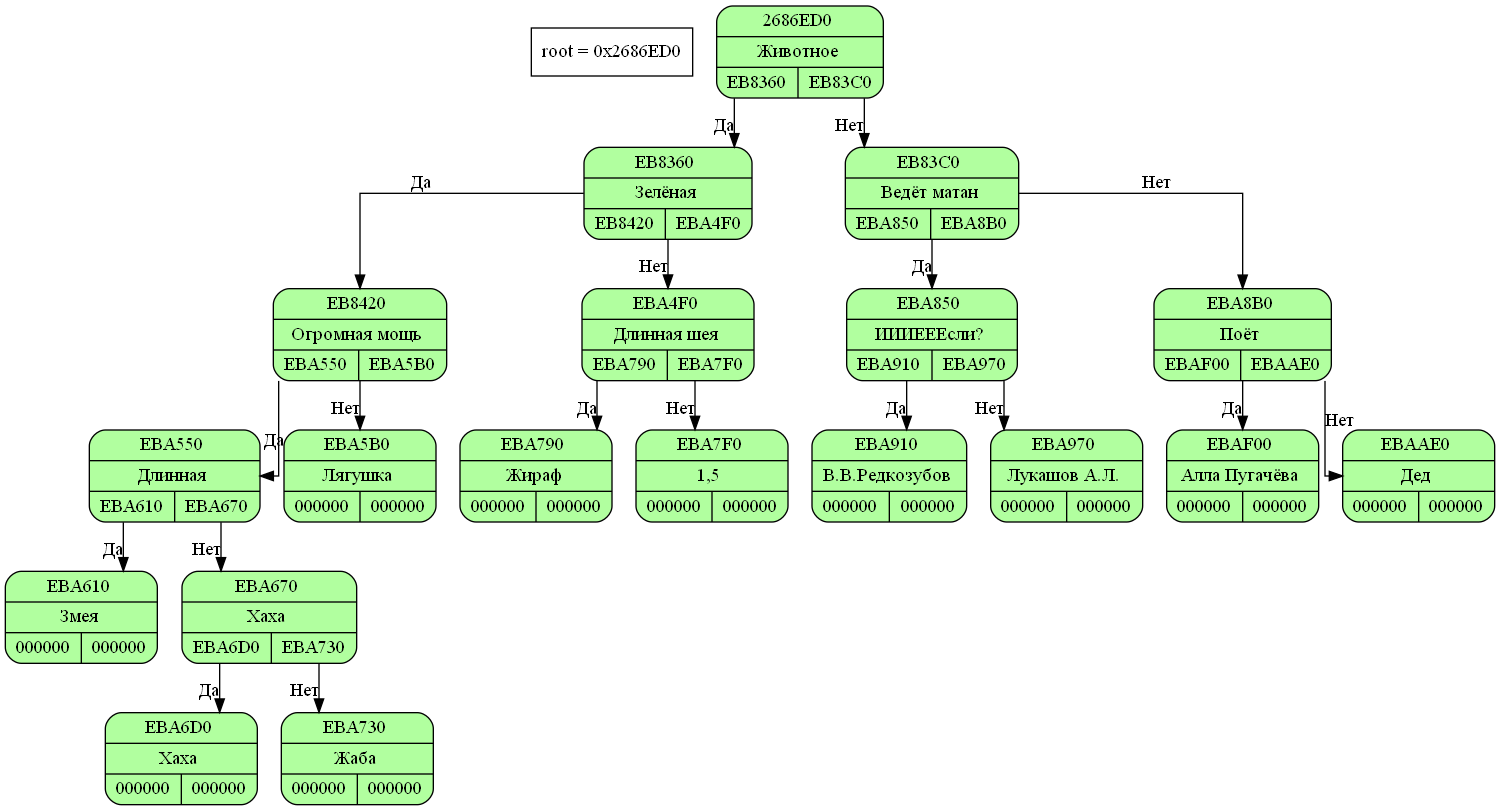 root = 0x2686ED0
2686ED0
Животное
EB8360 EB83C0
Да
Нет
EB8360
Зелёная
EB8420 EBA4F0
EB83C0
Ведёт матан
EBA850 EBA8B0
Да
Нет
Да
Нет
EB8420
Огромная мощь
EBA550 EBA5B0
EBA4F0
Длинная шея
EBA790 EBA7F0
EBA850
ИИИЕЕЕсли?
EBA910 EBA970
EBA8B0
Поёт
EBAF00 EBAAE0
Да
Нет
Да
Нет
Да
Нет
Да
Нет
EBA550
Длинная
EBA610 EBA670
EBA5B0
Лягушка
000000 000000
EBA790
Жираф
000000 000000
EBA7F0
1,5
000000 000000
EBA910
В.В.Редкозубов
000000 000000
EBA970
Лукашов А.Л.
000000 000000
EBAF00
Алла Пугачёва
000000 000000
EBAAE0
Дед
000000 000000
Да
Нет
EBA610
Змея
000000 000000
EBA670
Хаха
EBA6D0 EBA730
Да
Нет
EBA6D0
Хаха
000000 000000
EBA730
Жаба
000000 000000